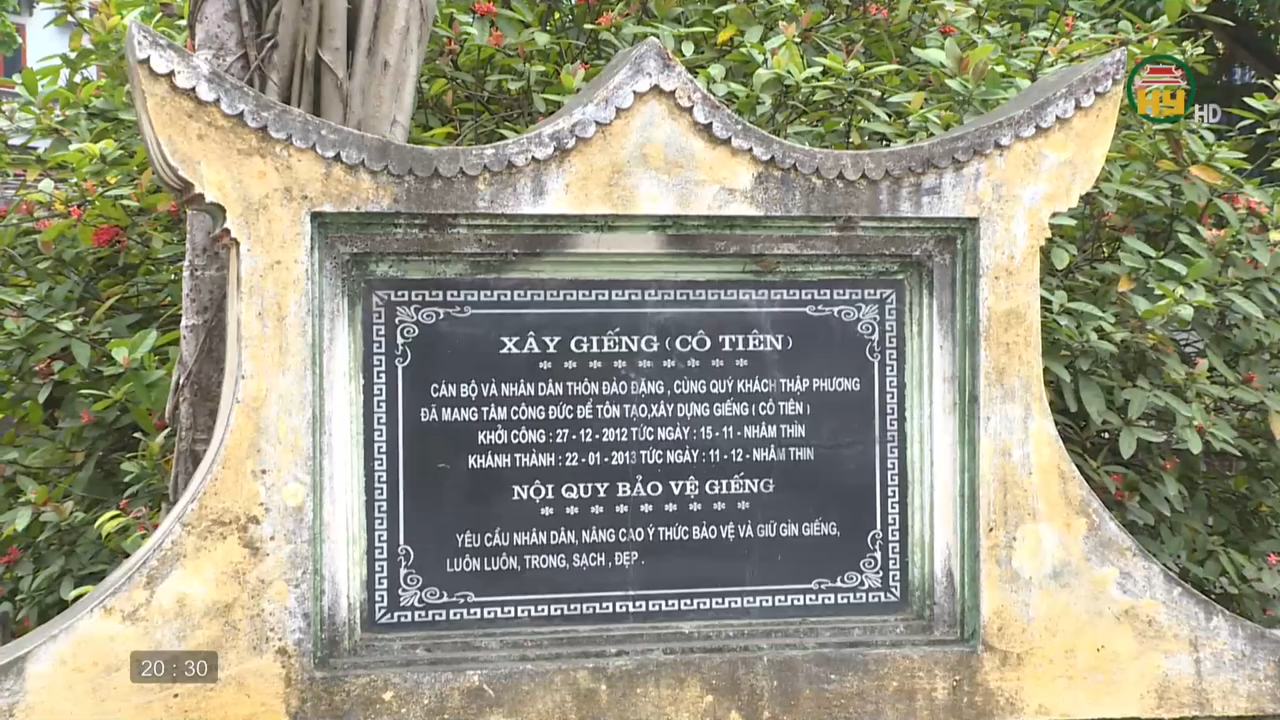 HY HD
XÂY GIẾNG ( CÔ TIÊN )
CÁN BỘ VÀ NHÂN DÂN THÔN ĐÀO ĐẶNG , CÙNG QUÝ KHÁCH THẬP PHƯƠNG
ĐÃ MANG TÂM CÔNG ĐỨC ĐỂ TÔN TẠO,XÂY DỰNG GIẾNG ( CÔ TIÊN )
KHỞI CÔNG : 27 - 12 - 2012 TỨC NGÀY : 15 - 11 - NHÂM THÌN
KHÁNH THÀNH : 22 - 01 - 2013 TỨC NGÀY : 11 - 12 - NHÂM THIN
NỘI QUY BẢO VỆ GIẾNG
YÊU CẦU NHÂN DÂN, NÂNG CAO Ý THỨC BẢO VỆ VÀ GIỮ GÌN GIẾNG,
LUÔN LUÔN, TRONG, SẠCH , ĐẸP .
20 : 30